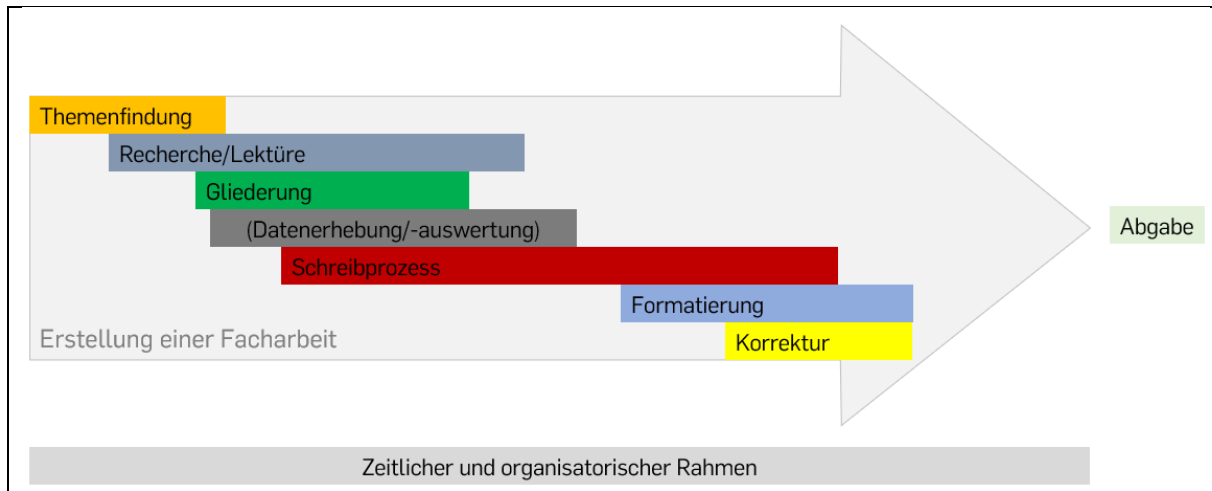 Themenfindung
Recherche/Lektüre
Gliederung
(Datenerhebung/-auswertung)
Schreibprozess
Formatierung
Korrektur
Erstellung einer Facharbeit
Abgabe
Zeitlicher und organisatorischer Rahmen